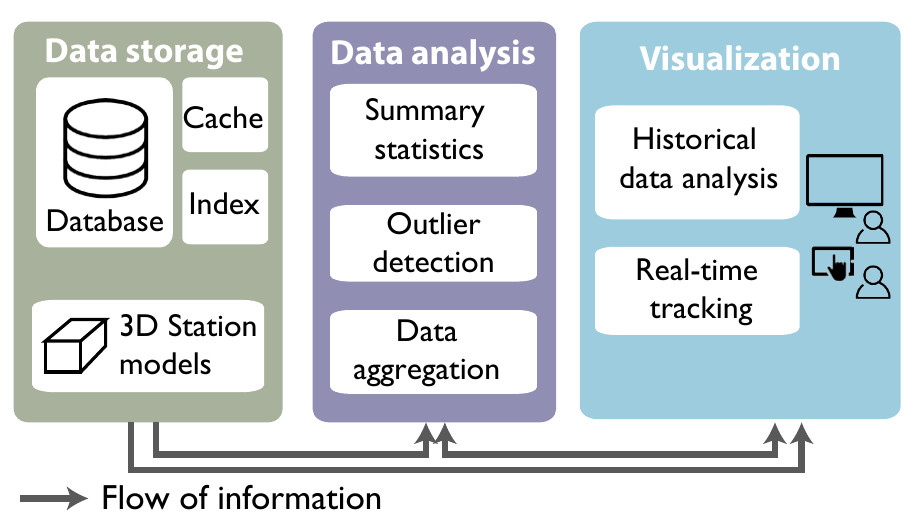 Data storage
Database
Cache
Index
3D Station
models
Data analysis
Summary
statistics
Outlier
detection
Data
aggregation
Visualization
Historical
data analysis
Real-time
tracking
Flow of information